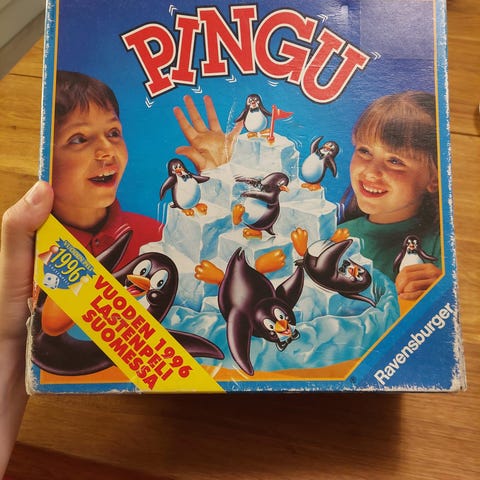 PINGU
1996
VUODEN 1996
LASTENPELI
SUOMESSA
Ravensburger